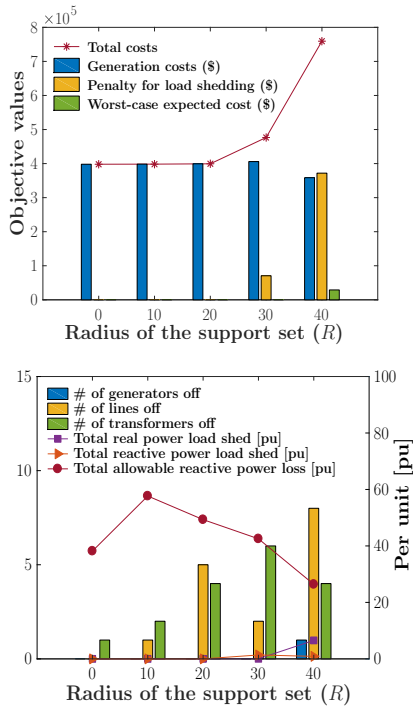 ×10⁵
8
7
6
5
4
3
2
1
0
Objective values
Total costs
Generation costs ($)
Penalty for load shedding ($)
Worst-case expected cost ($)
0 10 20 30 40
Radius of the support set (R)
15
10
5
0
# of generators off
# of lines off
# of transformers off
Total real power load shed [pu]
Total reactive power load shed [pu]
Total allowable reactive power loss [pu]
100
80
60
40
20
0
Per unit [pu]
0 10 20 30 40
Radius of the support set (R)